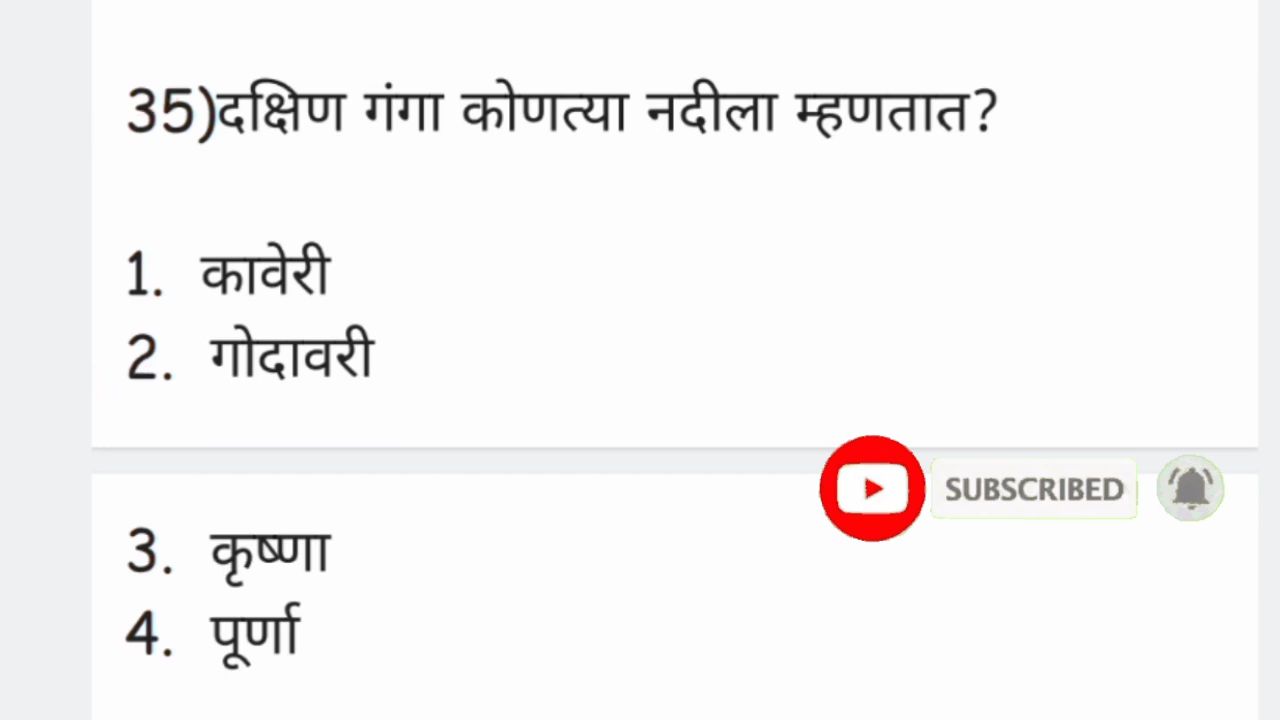 35)दक्षिण गंगा कोणत्या नदीला म्हणतात?
1. कावेरी
2. गोदावरी
SUBSCRIBED
3. कृष्णा
4. पूर्णा